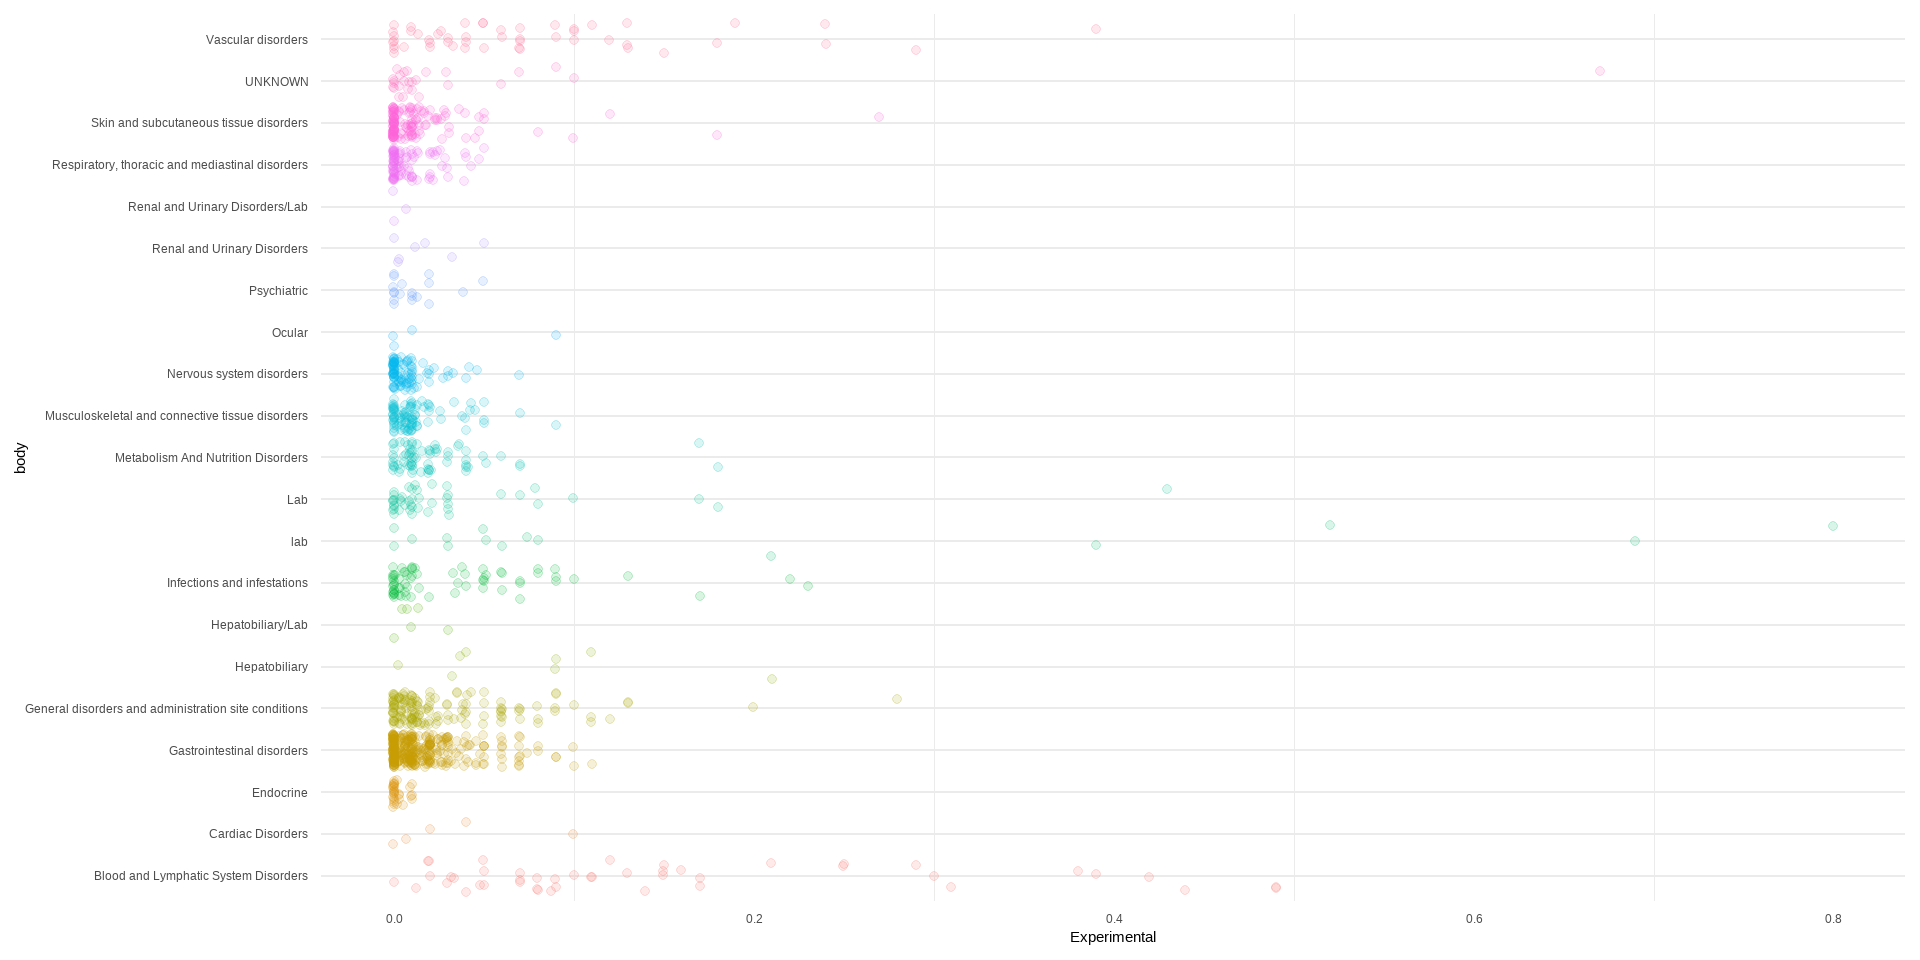 Vascular disorders
UNKNOWN
Skin and subcutaneous tissue disorders
Respiratory, thoracic and mediastinal disorders
Renal and Urinary Disorders/Lab
Renal and Urinary Disorders
Psychiatric
Ocular
Nervous system disorders
Musculoskeletal and connective tissue disorders
body
Metabolism And Nutrition Disorders
Lab
lab
Infections and infestations
Hepatobiliary/Lab
Hepatobiliary
General disorders and administration site conditions
Gastrointestinal disorders
Endocrine
Cardiac Disorders
Blood and Lymphatic System Disorders
0.0 0.2 0.4 0.6 0.8
Experimental